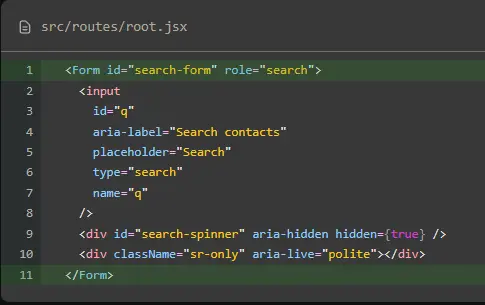 src/routes/root.jsx
1 <Form id="search-form" role="search">
2   <input
3     id="q"
4     aria-label="Search contacts"
5     placeholder="Search"
6     type="search"
7     name="q"
8   />
9   <div id="search-spinner" aria-hidden hidden={true} />
10   <div className="sr-only" aria-live="polite"></div>
11 </Form>